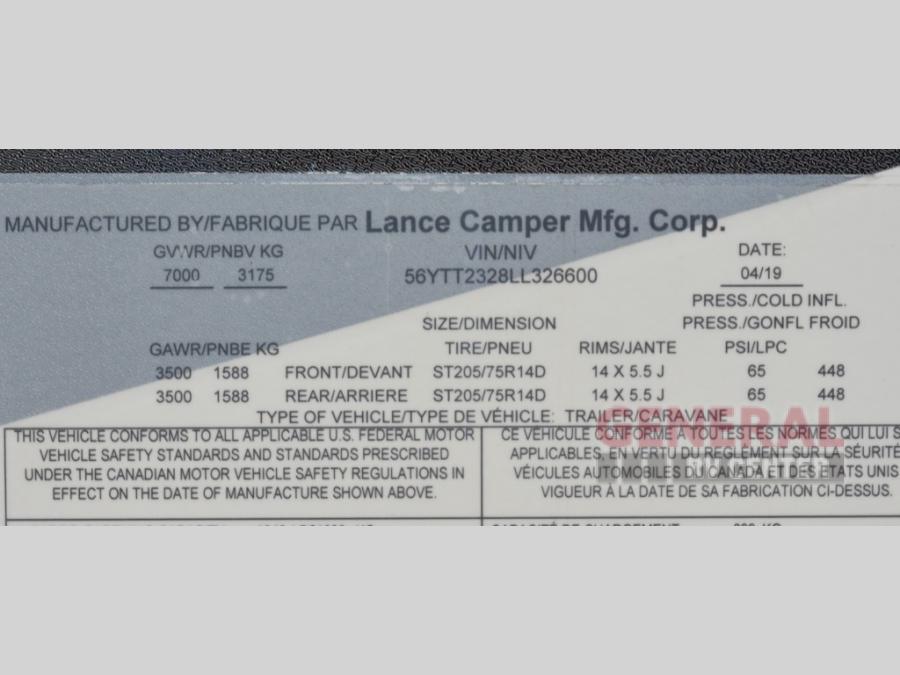 MANUFACTURED BY/FABRIQUE PAR Lance Camper Mfg. Corp.
GVWR/PNBV KG VIN/NIV DATE:
7000 3175 56YTT2328LL326600 04/19
PRESS./COLD INFL.
SIZE/DIMENSION PRESS./GONFL FROID
GAWR/PNBE KG TIRE/PNEU RIMS/JANTE PSI/LPC
3500 1588 FRONT/DEVANT ST205/75R14D 14 X 5.5 J 65 448
3500 1588 REAR/ARRIERE ST205/75R14D 14 X 5.5 J 65 448
TYPE OF VEHICLE/TYPE DE VÉHICLE: TRAILER/CARAVANE
GENERAL
THIS VEHICLE CONFORMS TO ALL APPLICABLE U.S. FEDERAL MOTOR
VEHICLE SAFETY STANDARDS AND STANDARDS PRESCRIBED
UNDER THE CANADIAN MOTOR VEHICLE SAFETY REGULATIONS IN
EFFECT ON THE DATE OF MANUFACTURE SHOWN ABOVE.
CE VÉHICULE CONFORME A TOUTES LES NORMES QUI LUI S
APPLICABLES, EN VERTU DU REGLEMENT SUR LA SÉCURITÉ
VÉICULES AUTOMOBILES DU CANADA ET DES ETATS UNIS
VIGUEUR À LA DATE DE SA FABRICATION CI-DESSUS.